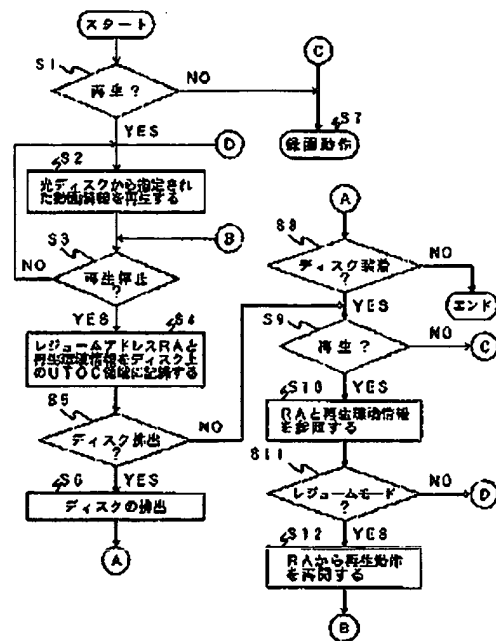 スタート
S1
再生?
NO
YES
D
S2
光ディスクから指定され
た動画情報を再生する
B
S3
再生停止
?
NO
YES
S4
レジュームアドレスRAと
再生環境情報をディスク上
のUTOC領域に記録する
S5
ディスク排出
?
NO
YES
S6
ディスクの排出
A
C
S7
録画動作
A
S8
ディスク装着
?
NO
エンド
YES
S9
再生?
NO
C
YES
S10
RAと再生環境情報
を参照する
S11
レジュームモード
?
NO
D
YES
S12
RAから再生動作
を再開する
B